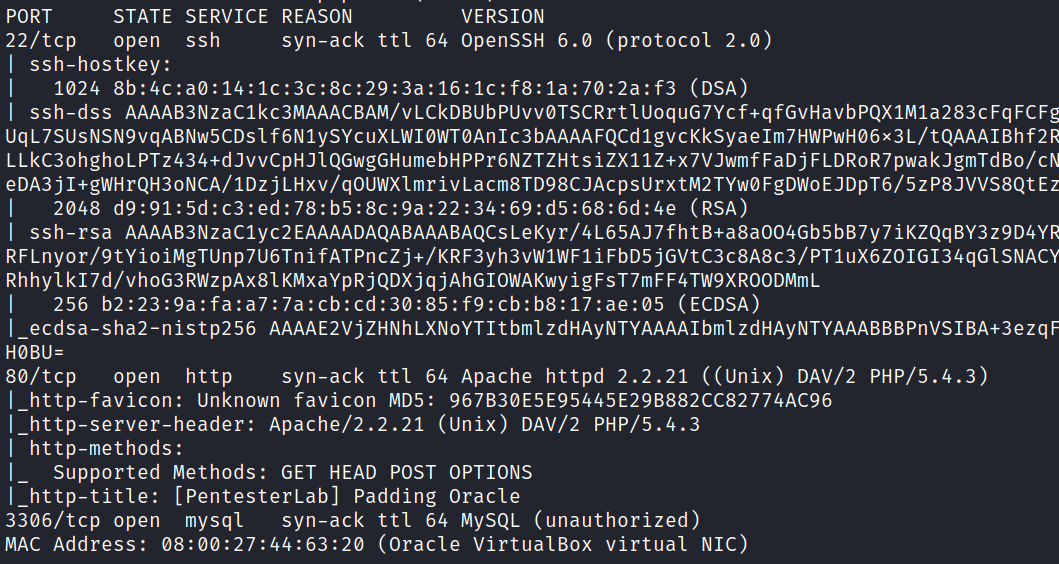 PORT     STATE SERVICE REASON         VERSION
22/tcp   open  ssh     syn-ack ttl 64 OpenSSH 6.0 (protocol 2.0)
| ssh-hostkey:
|   1024 8b:4c:a0:14:1c:3c:8c:29:3a:16:1c:f8:1a:70:2a:f3 (DSA)
| ssh-dss AAAAB3NzaC1kc3MAAACBAM/vLCkDBUbPUvv0TSCRrtlUoquG7Ycf+qfGvHavbPQX1M1a283cFqFCFg
UqL7SUsNSN9vqABNw5CDslf6N1ySYcuXLWI0WT0AnIc3bAAAAFQCd1gvcKkSyaeIm7HWPwH06×3L/tQAAAIBhf2R
LLkC3ohghoLPTz434+dJvvCpHJlQGwgGHumebHPPr6NZTZHtsiZX11Z+x7VJwmfFaDjFLDRoR7pwakJgmTdBo/cN
eDA3jI+gWHrQH3oNCA/1DzjLHxv/qOUWXlmrivLacm8TD98CJAcpsUrxtM2TYw0FgDWoEJDpT6/5zP8JVVS8QtEz
|   2048 d9:91:5d:c3:ed:78:b5:8c:9a:22:34:69:d5:68:6d:4e (RSA)
| ssh-rsa AAAAB3NzaC1yc2EAAAADAQABAAABAQCsLeKyr/4L65AJ7fhtB+a8aOO4Gb5bB7y7iKZQqBY3z9D4YR
RFLnyor/9tYioiMgTUnp7U6TnifATPncZj+/KRF3yh3vW1WF1iFbD5jGVtC3c8A8c3/PT1uX6ZOIGI34qGlSNACY
RhhylkI7d/vhoG3RWzpAx8lKMxaYpRjQDXjqjAhGIOWAKwyigFsT7mFF4TW9XROODMmL
|   256 b2:23:9a:fa:a7:7a:cb:cd:30:85:f9:cb:b8:17:ae:05 (ECDSA)
|_ecdsa-sha2-nistp256 AAAAE2VjZHNhLXNoYTItbmlzdHAyNTYAAAAIbmlzdHAyNTYAAABBBPnVSIBA+3ezqF
H0BU=
80/tcp   open  http    syn-ack ttl 64 Apache httpd 2.2.21 ((Unix) DAV/2 PHP/5.4.3)
|_http-favicon: Unknown favicon MD5: 967B30E5E95445E29B882CC82774AC96
|_http-server-header: Apache/2.2.21 (Unix) DAV/2 PHP/5.4.3
| http-methods:
|_  Supported Methods: GET HEAD POST OPTIONS
|_http-title: [PentesterLab] Padding Oracle
3306/tcp open  mysql   syn-ack ttl 64 MySQL (unauthorized)
MAC Address: 08:00:27:44:63:20 (Oracle VirtualBox virtual NIC)